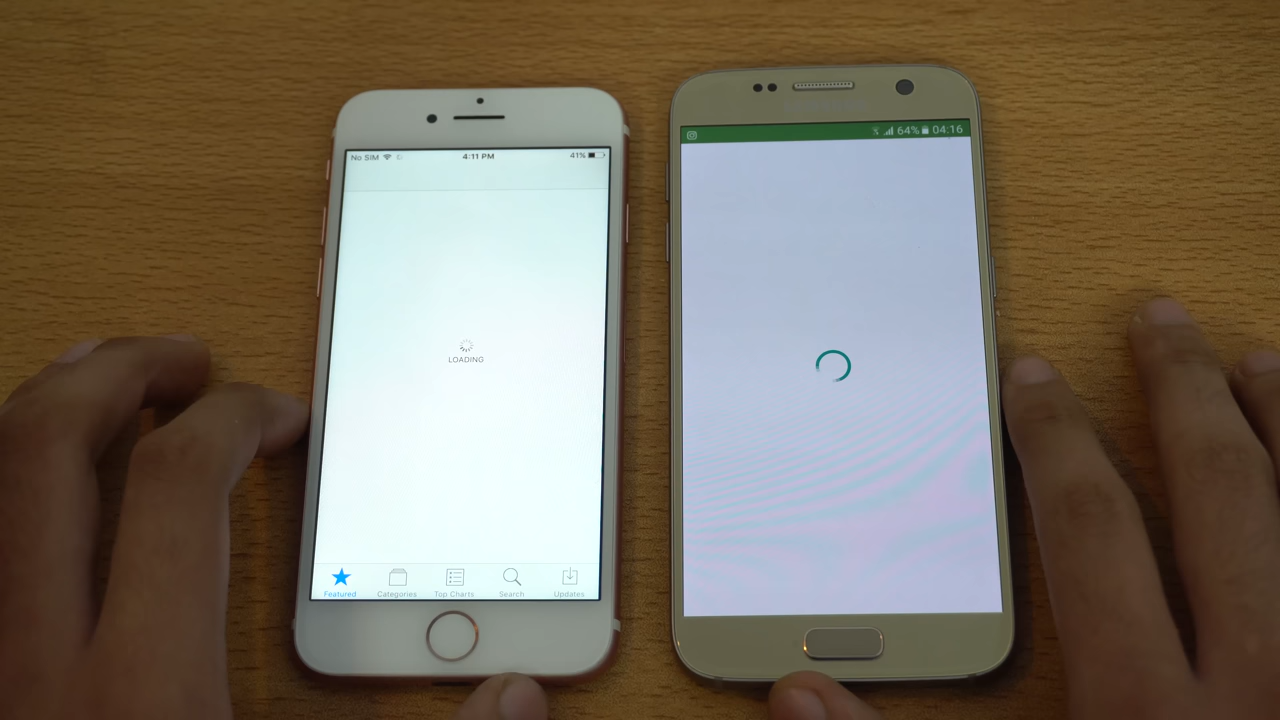 No SIM 4:11 PM 41%
LOADING
Featured Categories Top Charts Search Updates
64% 04:16